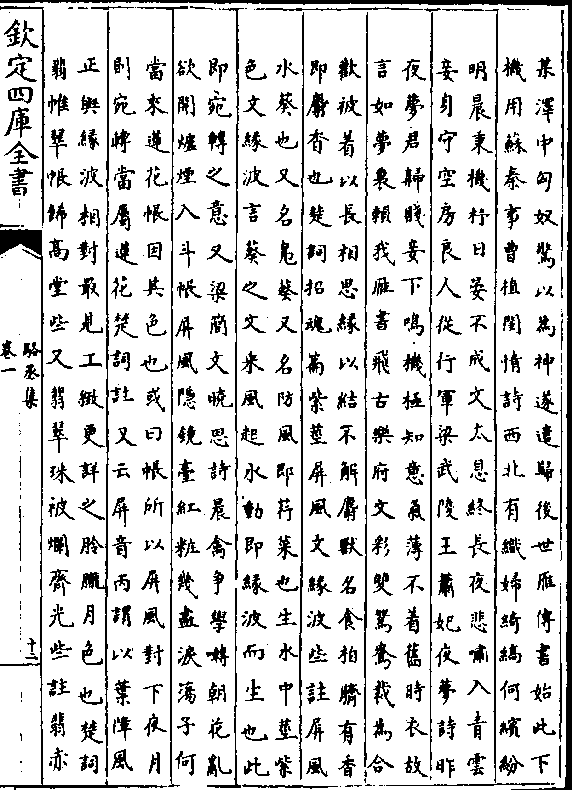 某澤中匈奴驚以為神遂遣歸後世雁傳書始此下
機用蘇秦事曹植閨情詩西北有織婦綺縞何繽紛
明晨秉機杼日昃不成文太息終長夜悲嘯入青雲
妾身守空房良人從行軍梁武陵王蕭妃夜夢詩昨
夜夢君歸賤妾下鳴機極知意氣薄不着舊時衣故
言如夢裏賴我雁書飛古樂府文彩雙鴛鴦裁為合
歡被着以長相思緣以結不解麝獸名食柏臍有香
即麝香也楚詞招魂篇紫莖屏風文緣波些註屏風
水葵也又名鳧葵又名防風即荇菜也生水中莖紫
色文緣波言葵之文采風起水動即緣波而生也此
即宛轉之意又梁簡文曉思詩晨禽争學囀朝花亂
欲開爐煙入斗帳屏風隠鏡臺紅粧幾盡淚蕩子何
當來蓮花帳因其色也或曰帳所以屏風對下夜月
則宛轉當屬蓮花楚詞註又云屏音丙謂以葉障風
正與緣波相對最見工緻更詳之朎朧月色也楚詞
翡帷翠帳飾高堂些又翡翠珠被爛齊光些註翡赤
欽定四庫全書
駱丞集
卷一
十二